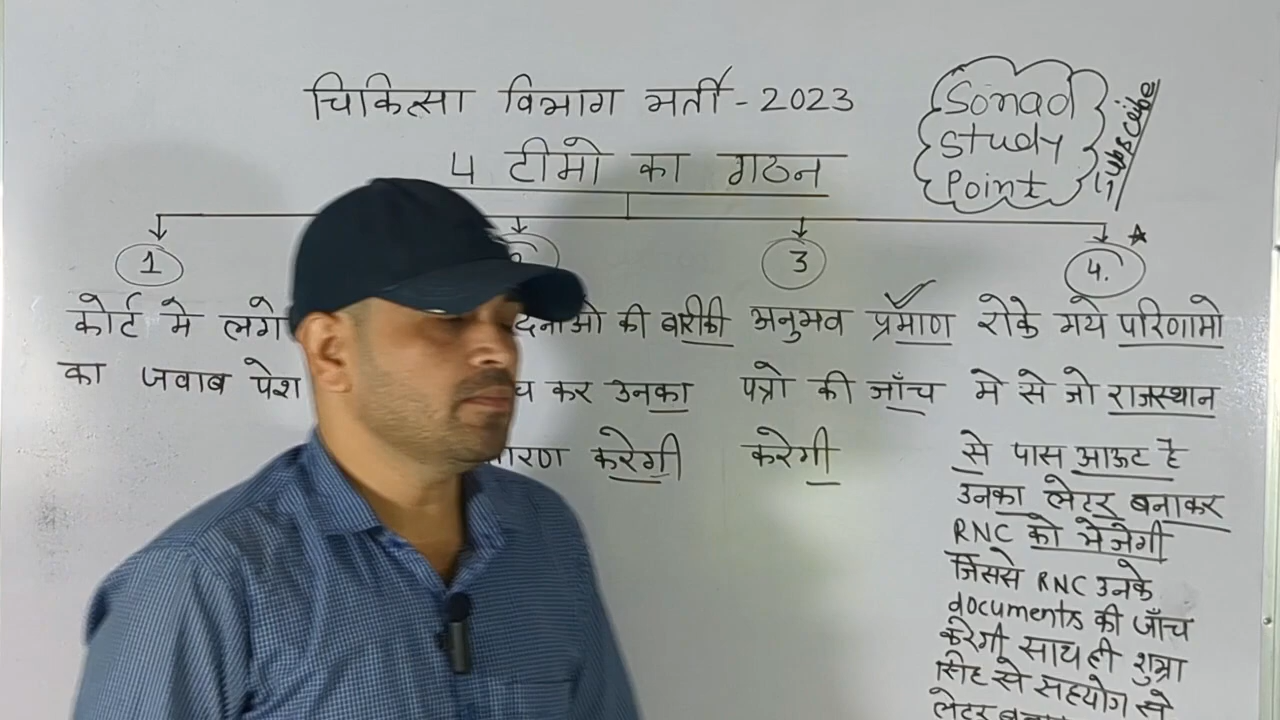 चिकित्सा विभाग भर्ती - 2023
4 टीमो का गठन
Sonad
Study
Point
Subscribe
1
3
4.
कोर्ट मे लगे
का जवाब पेश
की बारीकी
कर उनका
करेगी
अनुभव प्रमाण
पत्रो की जाँच
करेगी
रोके गये परिणामो
मे से जो राजस्थान
से पास आऊट है
उनका लेटर बनाकर
RNC को भेजेगी
जिससे RNC उनके
documents की जाँच
करेगी साथ ही शुभ्रा
सिंह से सहयोग से
लेटर